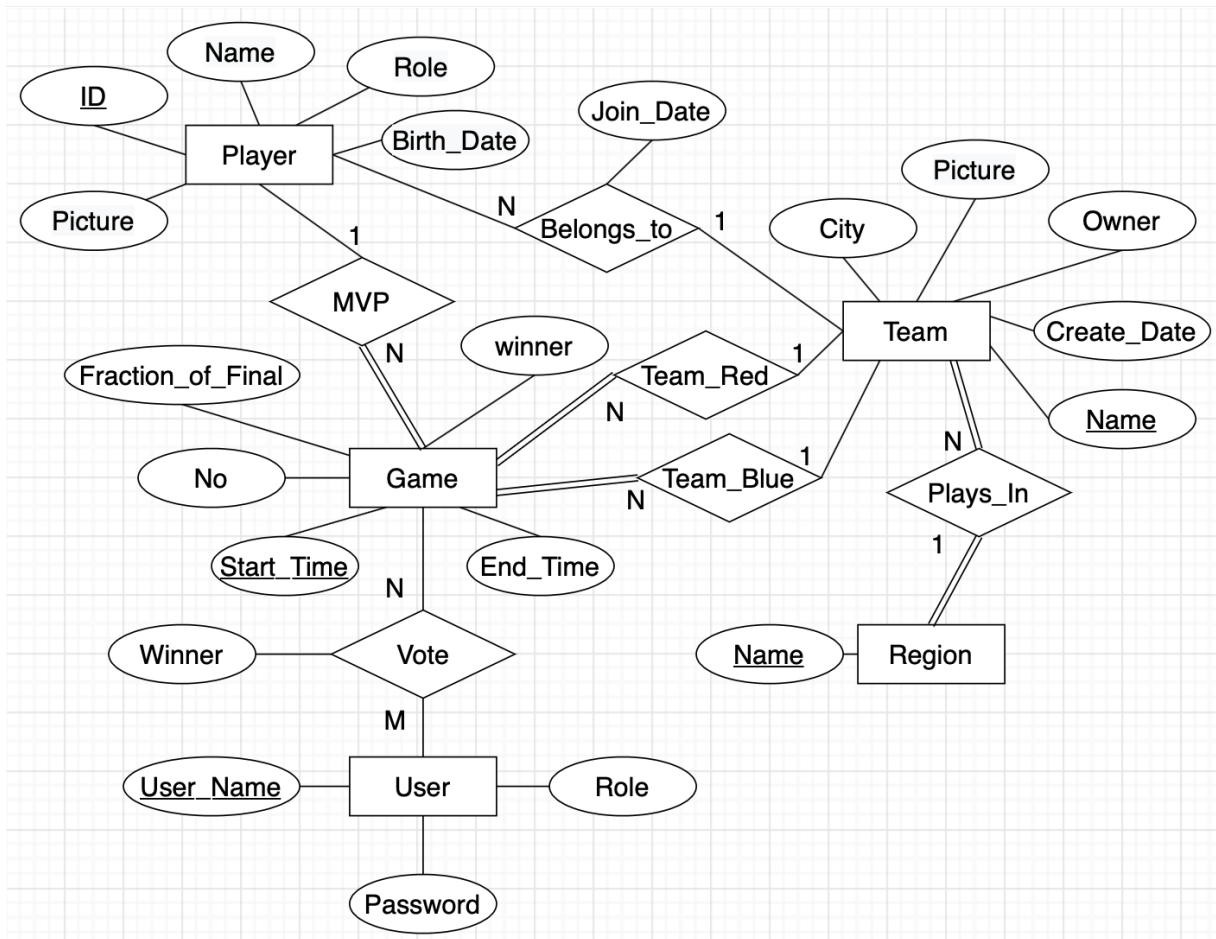 Name
Role
ID
Join_Date
Player
Birth_Date
Picture
Picture
N
Belongs_to
1
City
Owner
1
MVP
N
winner
Team
Create_Date
Fraction_of_Final
Team_Red
1
N
Name
No
Game
Team_Blue
1
N
N
Plays_In
1
Start_Time
End_Time
N
Winner
Vote
Name
Region
M
User_Name
User
Role
Password